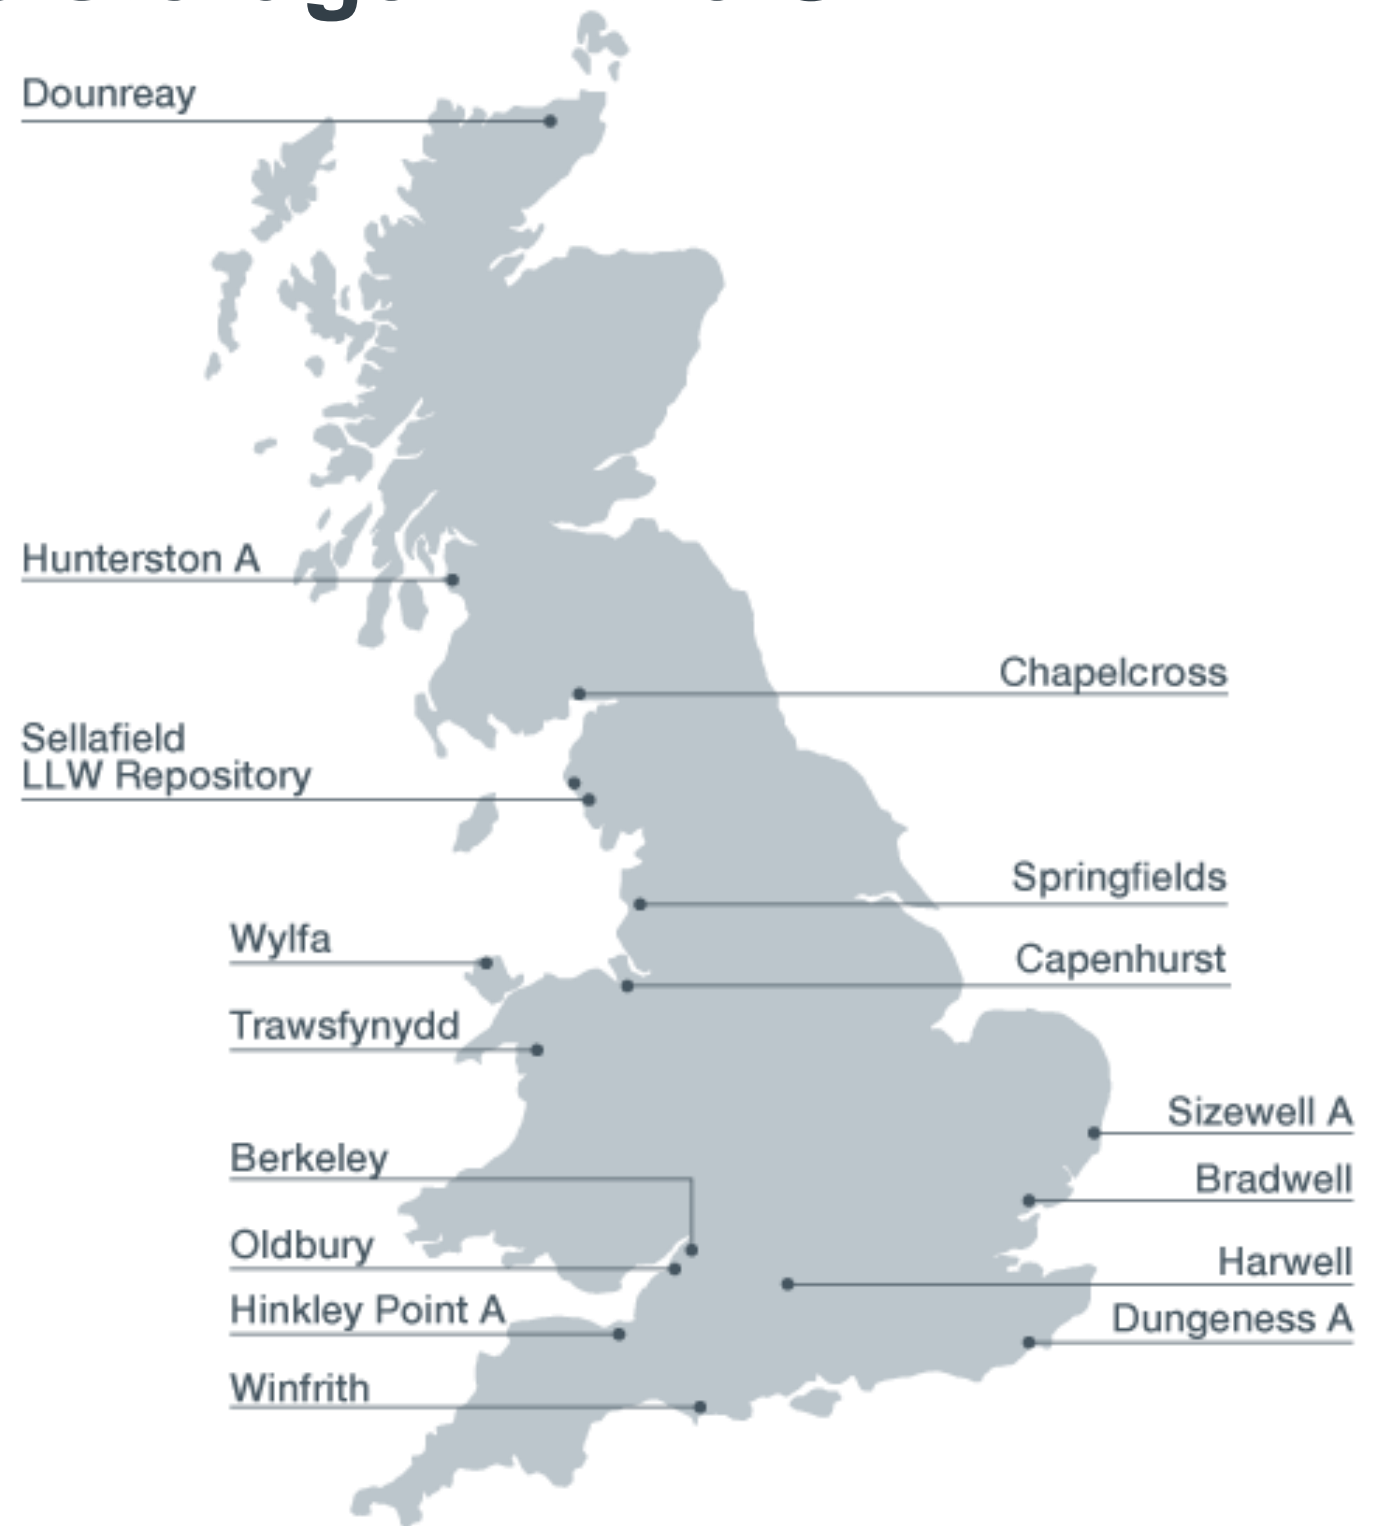 Dounreay
Hunterston A
Chapelcross
Sellafield
LLW Repository
Springfields
Wylfa
Capenhurst
Trawsfynydd
Sizewell A
Berkeley
Bradwell
Oldbury
Harwell
Hinkley Point A
Dungeness A
Winfrith